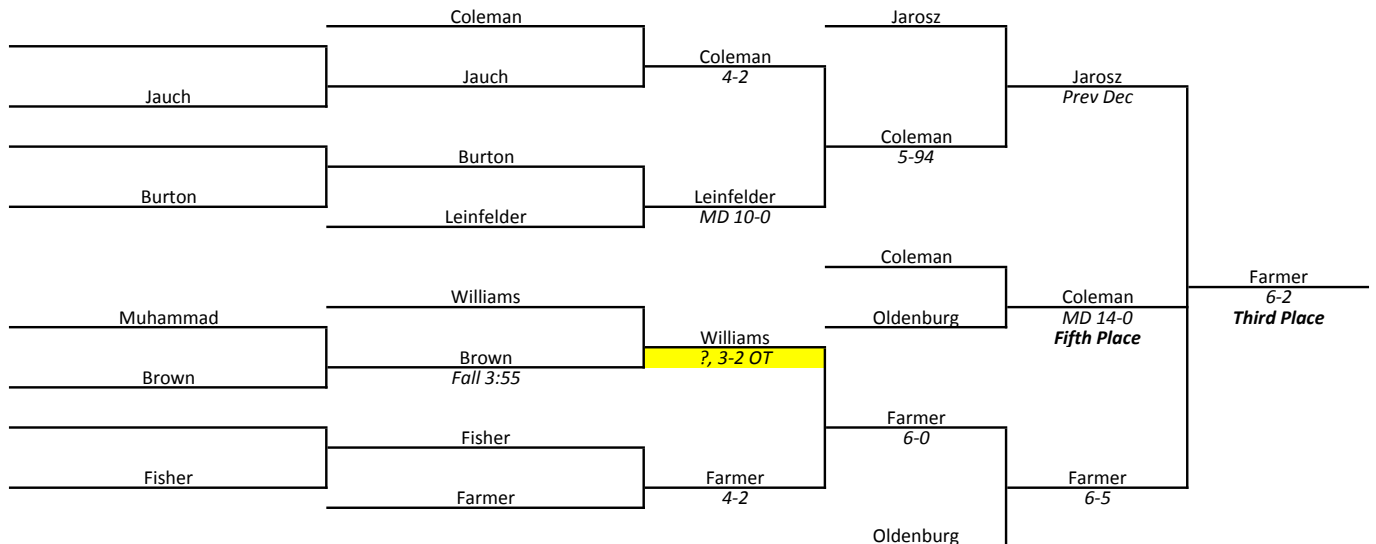 Coleman
Jarosz
Coleman
4-2
Jauch
Jarosz
Prev Dec
Jauch
Coleman
5-94
Burton
Burton
Leinfelder
MD 10-0
Leinfelder
Coleman
Farmer
6-2
Third Place
Williams
Coleman
MD 14-0
Fifth Place
Muhammad
Oldenburg
Williams
?, 3-2 OT
Brown
Fall 3:55
Brown
Farmer
6-0
Fisher
Fisher
Farmer
4-2
Farmer
6-5
Farmer
Oldenburg